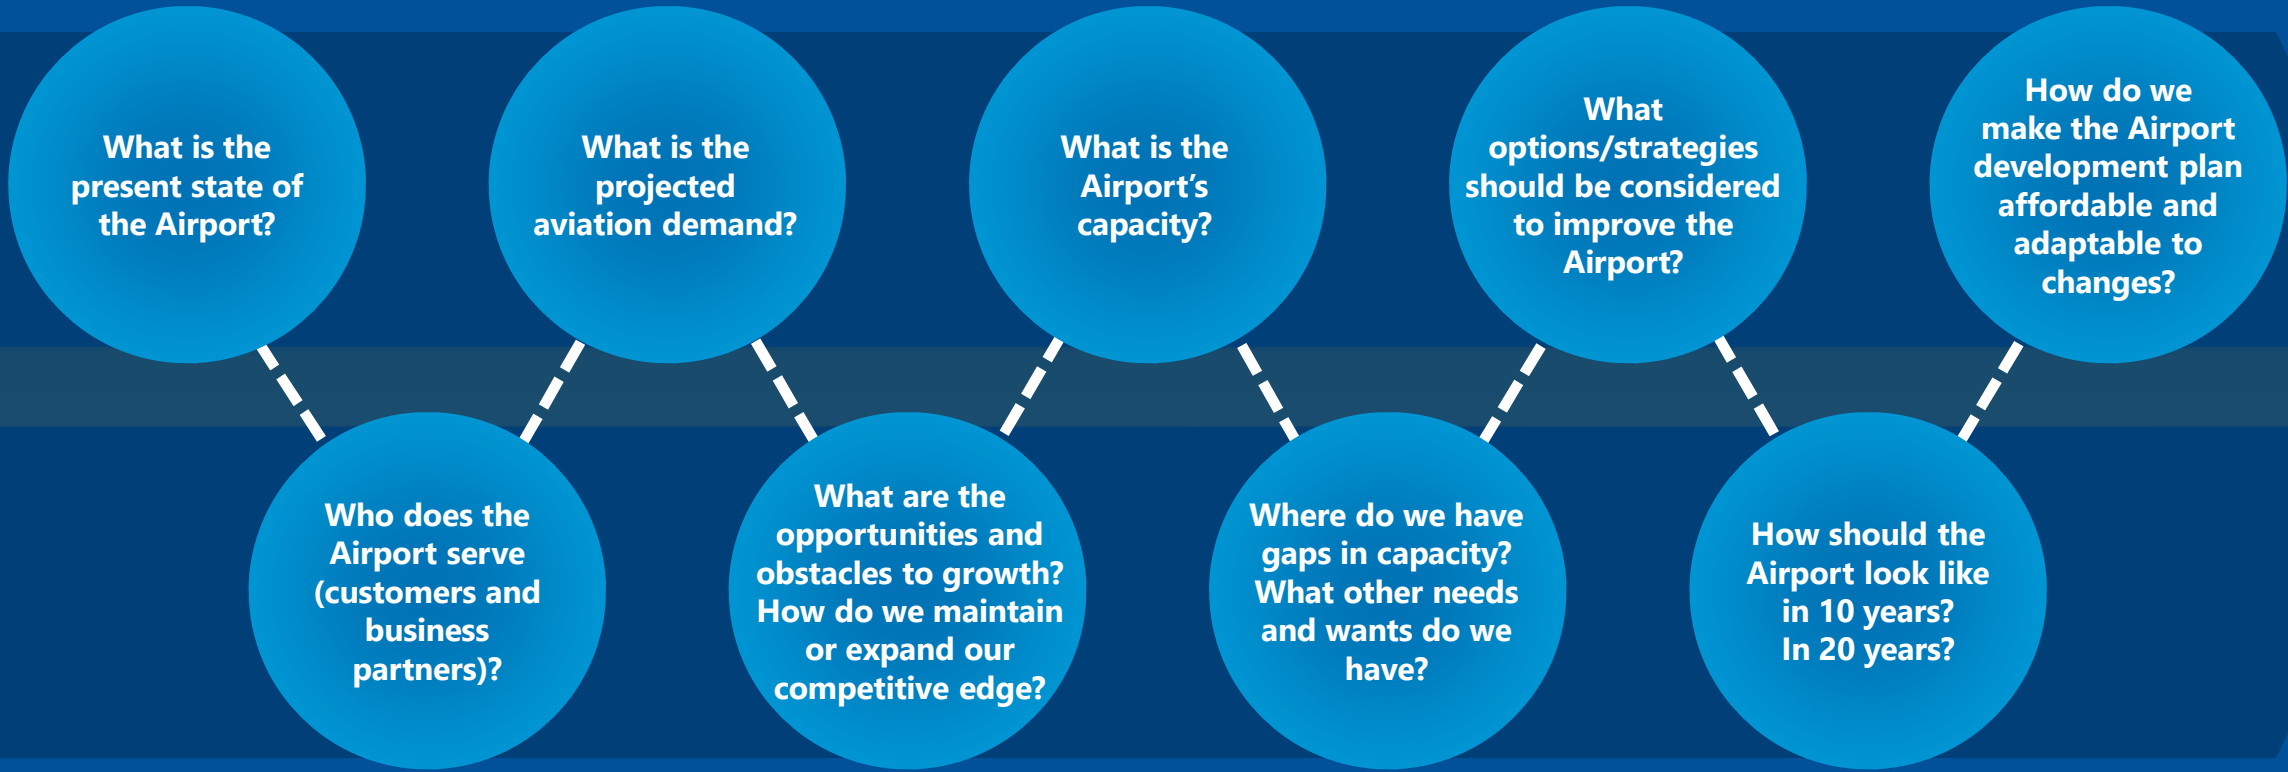 What is the
present state of
the Airport?
Who does the
Airport serve
(customers and
business
partners)?
What is the
projected
aviation demand?
What are the
opportunities and
obstacles to growth?
How do we maintain
or expand our
competitive edge?
What is the
Airport’s
capacity?
Where do we have
gaps in capacity?
What other needs
and wants do we
have?
What
options/strategies
should be considered
to improve the
Airport?
How should the
Airport look like
in 10 years?
In 20 years?
How do we
make the Airport
development plan
affordable and
adaptable to
changes?